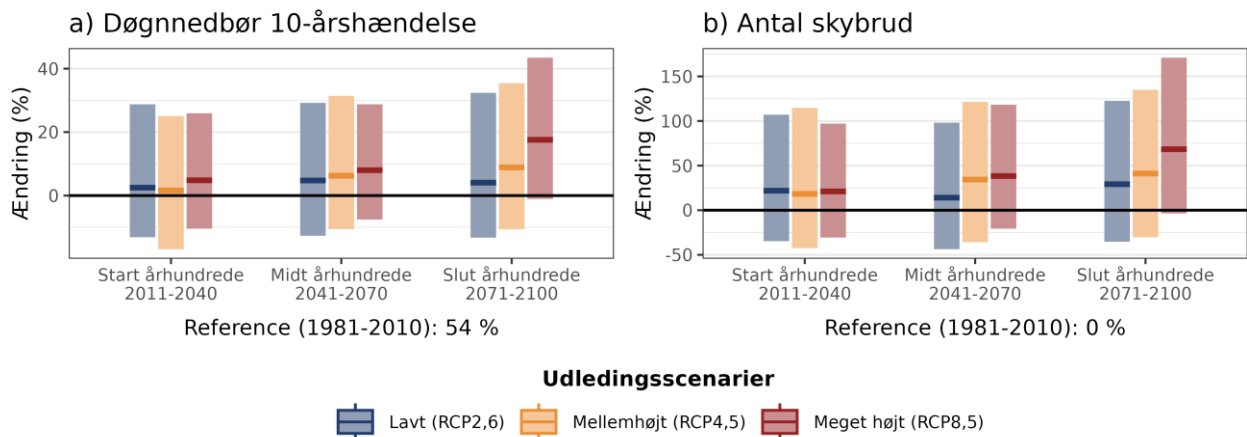 a) Døgnnedbør 10-årshændelse
Ændring (%)
40
20
0
Start århundrede
2011-2040
Midt århundrede
2041-2070
Slut århundrede
2071-2100
Reference (1981-2010): 54 %
b) Antal skybrud
Ændring (%)
150
100
50
0
-50
Start århundrede
2011-2040
Midt århundrede
2041-2070
Slut århundrede
2071-2100
Reference (1981-2010): 0 %
Udledingsscenarier
Lavt (RCP2,6)
Mellemhøjt (RCP4,5)
Meget højt (RCP8,5)